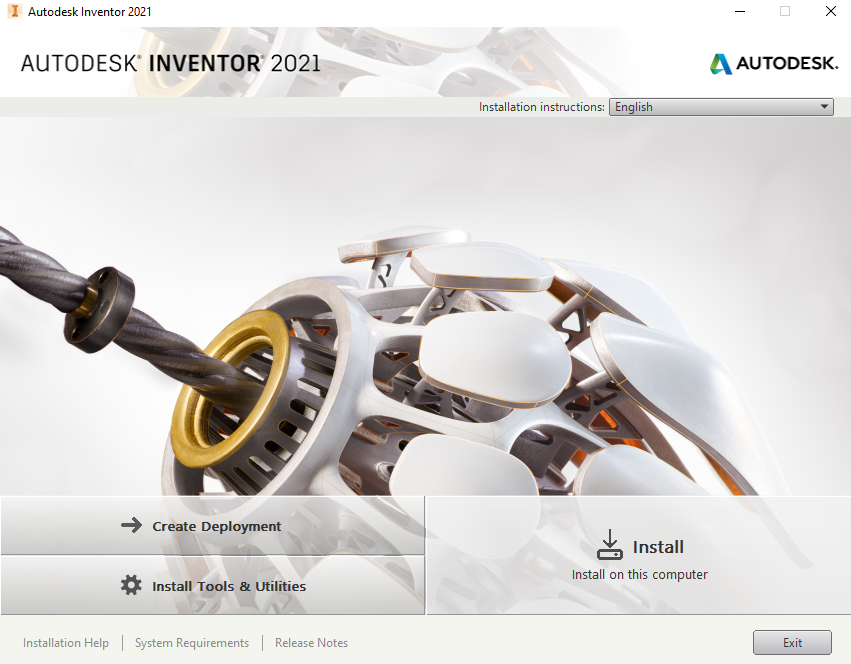 Autodesk Inventor 2021
AUTODESK® INVENTOR® 2021
AUTODESK.
Installation instructions: English
Create Deployment
Install
Install on this computer
Install Tools & Utilities
Installation Help
System Requirements
Release Notes
Exit